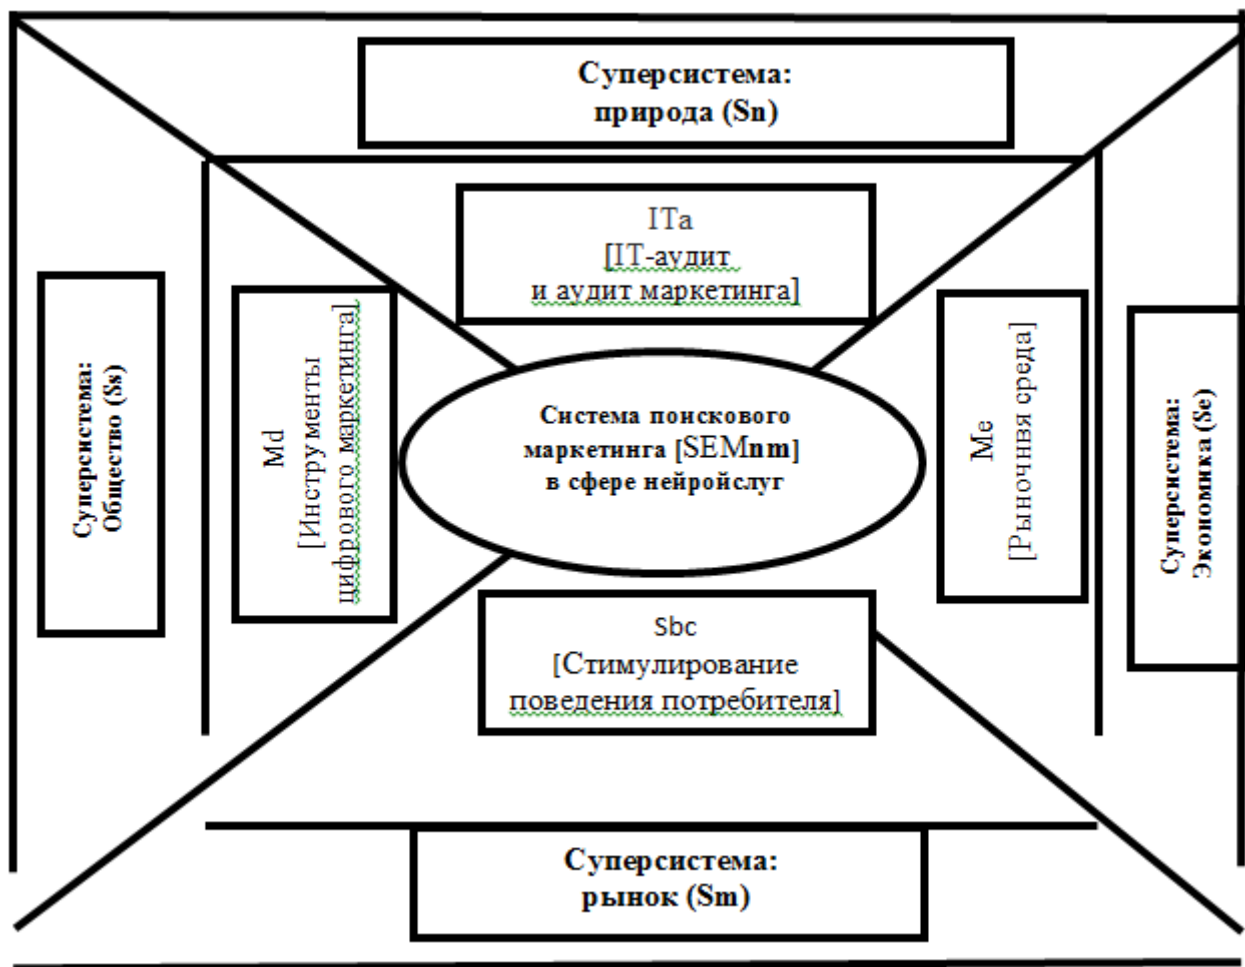 Суперсистема:
природа (Sn)
ITa
[IT-аудит
и аудит маркетинга]
Суперсистема:
Общество (Ss)
Md
[Инструменты
цифрового маркетинга]
Система поискового
маркетинга [SEMnm]
в сфере нейройслуг
Me
[Рыночняя среда]
Суперсистема:
Экономика (Se)
Sbc
[Стимулирование
поведения потребителя]
Суперсистема:
рынок (Sm)